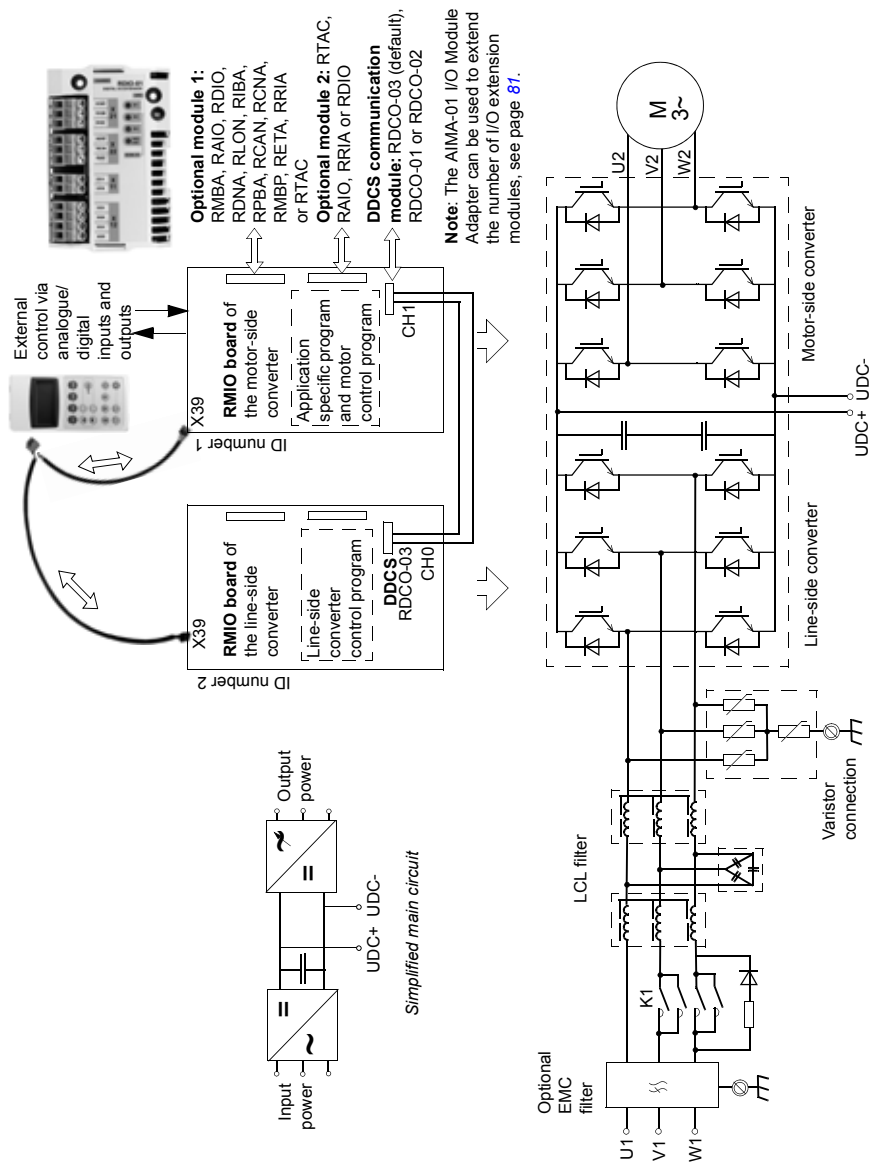 External
control via
analogue/
digital
inputs and
outputs
Optional module 1:
RMBA, RAIO, RDIO,
RDNA, RLON, RIBA,
RPBA, RCAN, RCNA,
RMBP, RETA, RRIA
or RTAC
Optional module 2: RTAC,
RAIO, RRIA or RDIO
DDCS communication
module: RDCO-03 (default),
RDCO-01 or RDCO-02
Note: The AIMA-01 I/O Module
Adapter can be used to extend
the number of I/O extension
modules, see page 81.
X39
RMIO board of
the motor-side
converter
Application
specific program
and motor
control program
CH1
ID number 1
X39
RMIO board of
the line-side
converter
Line-side
converter
control program
DDCS
RDCO-03
CH0
ID number 2
Input
power
~
=
=
~
Output
power
UDC+
UDC-
Simplified main circuit
Optional
EMC
filter
U1
V1
W1
K1
LCL filter
Varistor
connection
Line-side converter
Motor-side converter
UDC+
UDC-
U2
V2
W2
M
3~